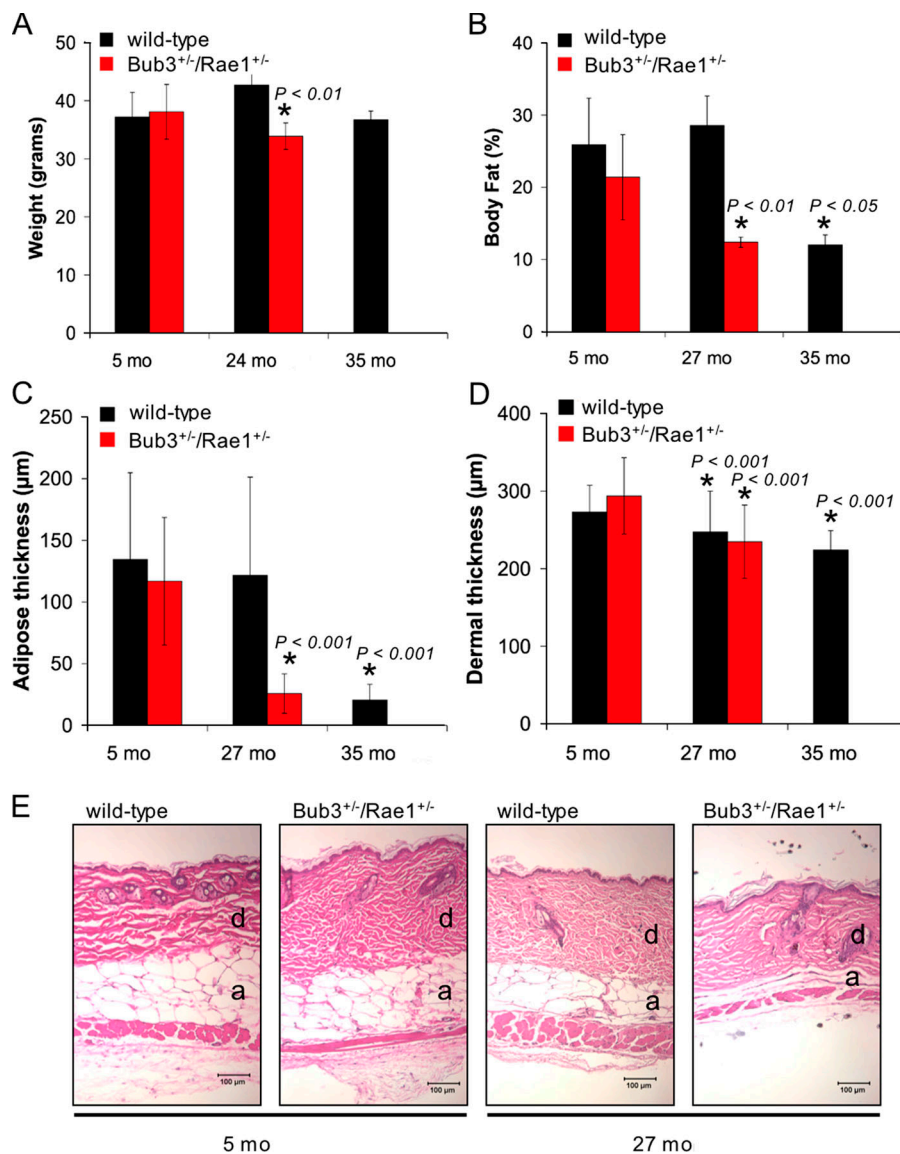 A
wild-type
Bub3+/-/Rae1+/-
P < 0.01
*
Weight (grams)
50
40
30
20
10
0
5 mo
24 mo
35 mo
B
wild-type
Bub3+/-/Rae1+/-
P < 0.01
P < 0.05
*
*
Body Fat (%)
40
30
20
10
0
5 mo
27 mo
35 mo
C
wild-type
Bub3+/-/Rae1+/-
P < 0.001
P < 0.001
*
*
Adipose thickness (µm)
250
200
150
100
50
0
5 mo
27 mo
35 mo
D
wild-type
Bub3+/-/Rae1+/-
P < 0.001
P < 0.001
P < 0.001
*
*
*
Dermal thickness (µm)
400
300
200
100
0
5 mo
27 mo
35 mo
E
wild-type
Bub3+/-/Rae1+/-
wild-type
Bub3+/-/Rae1+/-
d
a
100 µm
100 µm
d
a
100 µm
d
a
100 µm
5 mo
27 mo